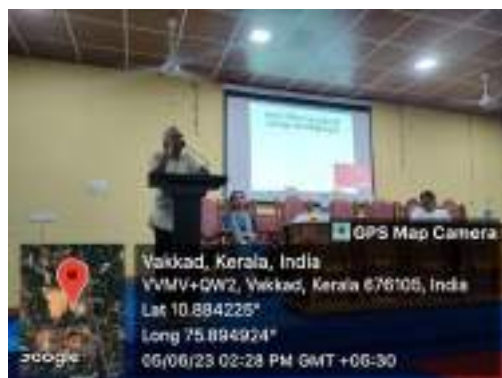 GPS Map Camera
Vakkad, Kerala, India
VVMV+QW2, Vakkad, Kerala 676105, India
Lat 10.884225°
Long 75.894924°
05/06/23 02:28 PM GMT +05:30
Google